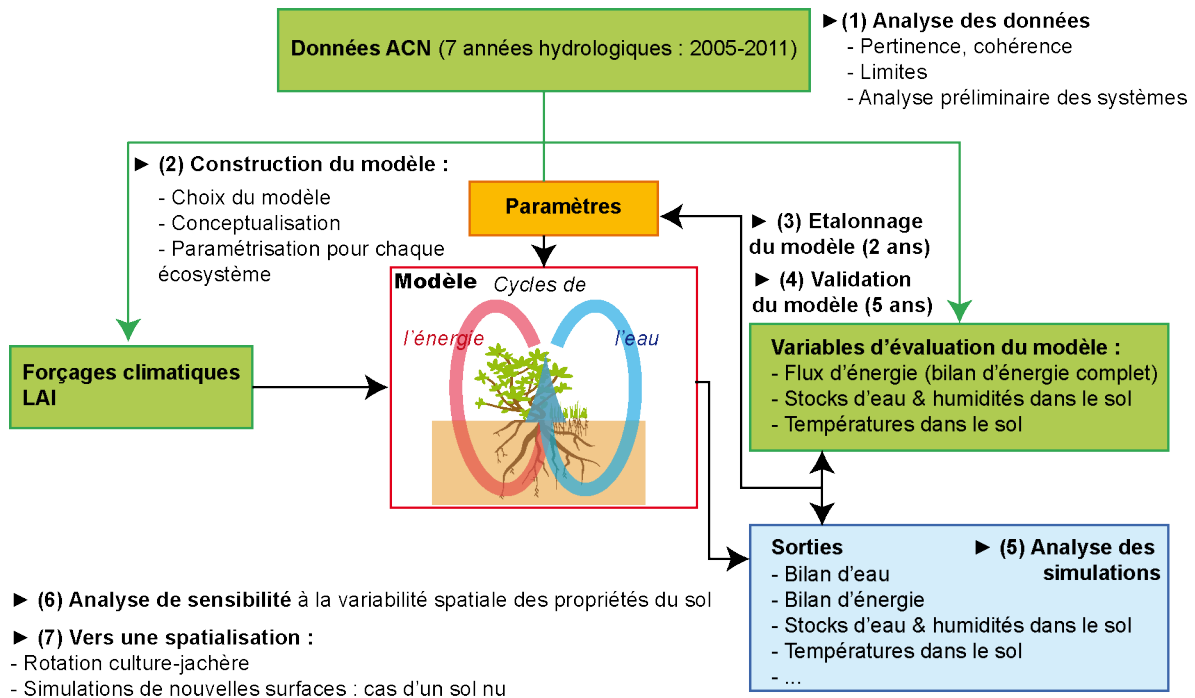 Données ACN (7 années hydrologiques : 2005-2011)
►(1) Analyse des données
- Pertinence, cohérence
- Limites
- Analyse préliminaire des systèmes
► (2) Construction du modèle :
- Choix du modèle
- Conceptualisation
- Paramétrisation pour chaque
écosystème
Paramètres
► (3) Etalonnage
du modèle (2 ans)
► (4) Validation
du modèle (5 ans)
Modèle Cycles de
l'énergie
l'eau
Forçages climatiques
LAI
Variables d'évaluation du modèle :
- Flux d'énergie (bilan d'énergie complet)
- Stocks d'eau & humidités dans le sol
- Températures dans le sol
Sorties
- Bilan d'eau
- Bilan d'énergie
- Stocks d'eau & humidités dans le sol
- Températures dans le sol
- ...
► (5) Analyse des
simulations
► (6) Analyse de sensibilité à la variabilité spatiale des propriétés du sol
► (7) Vers une spatialisation :
- Rotation culture-jachère
- Simulations de nouvelles surfaces : cas d'un sol nu